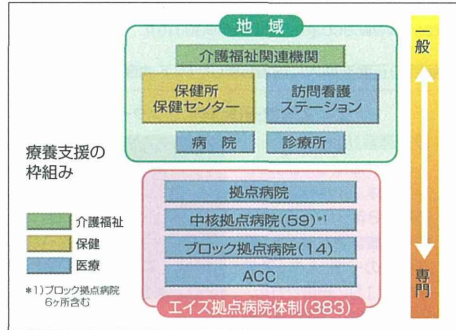 地域
介護福祉関連機関
保健所
保健センター
訪問看護
ステーション
病院
診療所
療養支援の
枠組み
介護福祉
保健
医療
*1)ブロック拠点病院
6ヶ所含む
拠点病院
中核拠点病院(59)*1
ブロック拠点病院(14)
ACC
エイズ拠点病院体制(383)
一般
専門